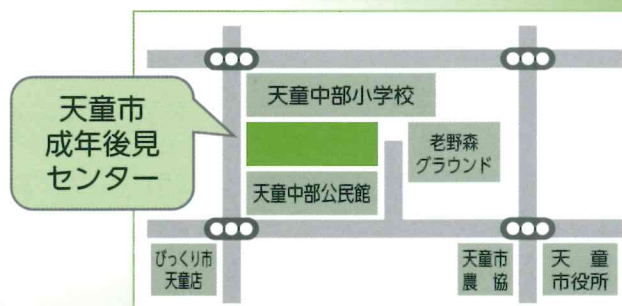 天童市
成年後見
センター
天童中部小学校
老野森
グラウンド
天童中部公民館
びっくり市
天童店
天童市
農協
天童
市役所